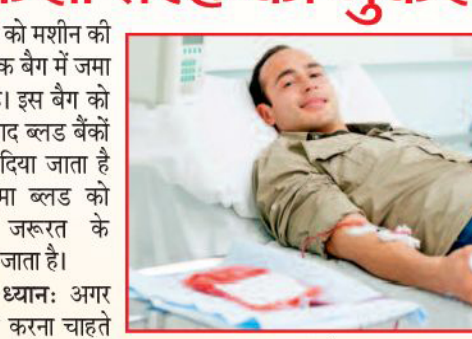 को मशीन की
क बैग में जमा
है। इस बैग को
बाद ब्लड बैंकों
दिया जाता है
मा ब्लड को
जरूरत के
जाता है।
ध्यान: अगर
करना चाहते